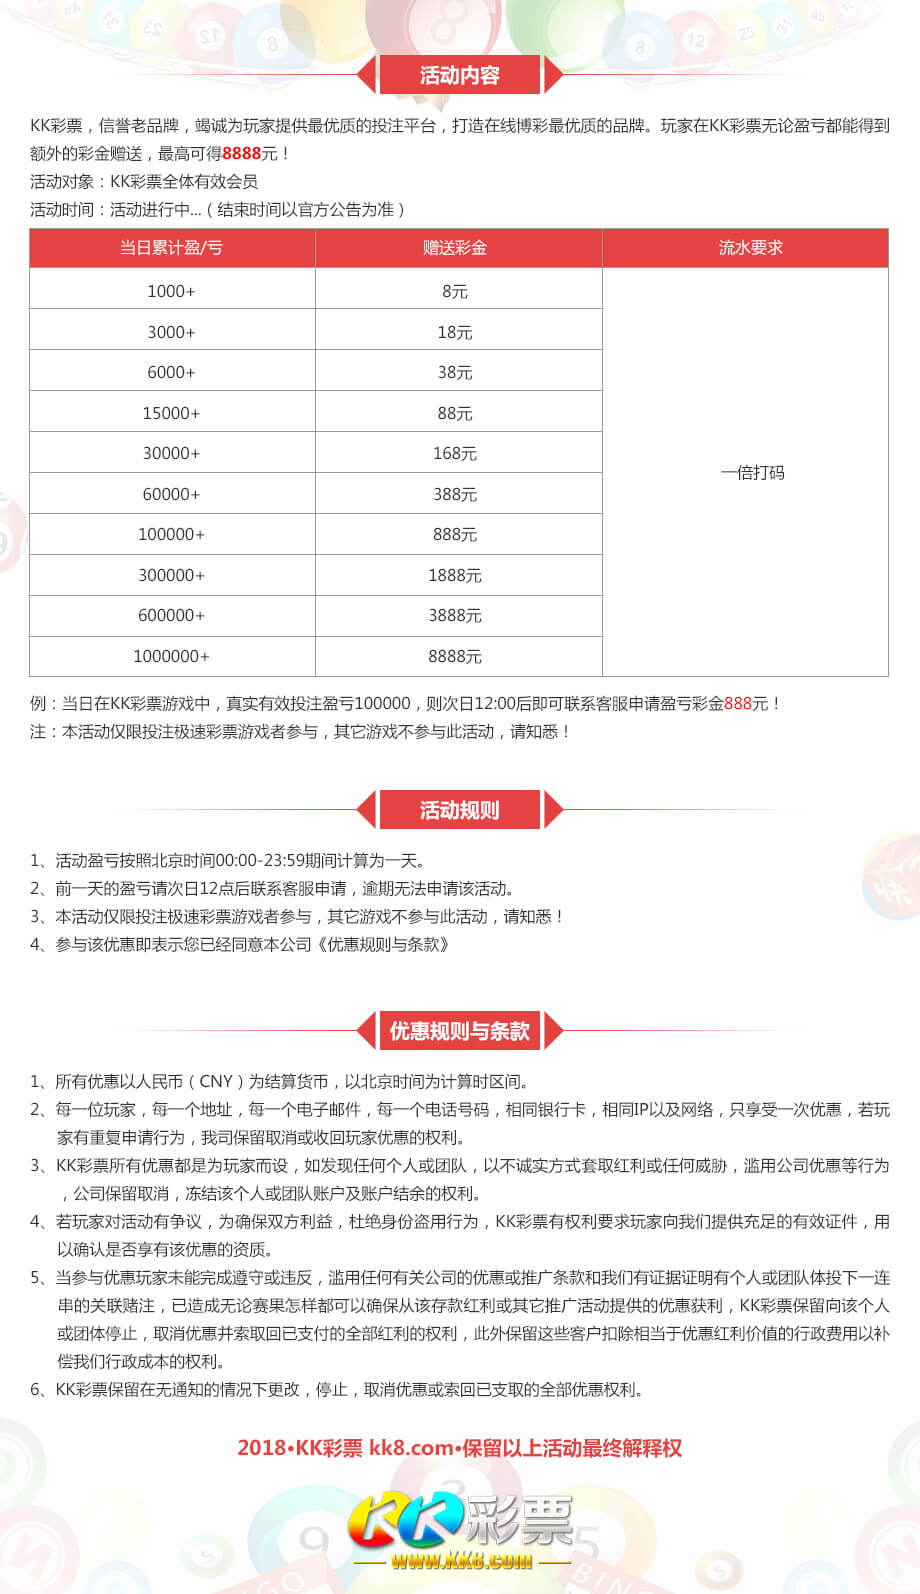 活动内容
KK彩票，信誉老品牌，竭诚为玩家提供最优质的投注平台，打造在线博彩最优质的品牌。玩家在KK彩票无论盈亏都能得到
额外的彩金赠送，最高可得8888元！
活动对象：KK彩票全体有效会员
活动时间：活动进行中...（结束时间以官方公告为准）
当日累计盈/亏 赠送彩金 流水要求
1000+ 8元
3000+ 18元
6000+ 38元
15000+ 88元
30000+ 168元
一倍打码
60000+ 388元
100000+ 888元
300000+ 1888元
600000+ 3888元
1000000+ 8888元
例：当日在KK彩票游戏中，真实有效投注盈亏100000，则次日12:00后即可联系客服申请盈亏彩金888元！
注：本活动仅限投注极速彩票游戏者参与，其它游戏不参与此活动，请知悉！
活动规则
1、活动盈亏按照北京时间00:00-23:59期间计算为一天。
2、前一天的盈亏请次日12点后联系客服申请，逾期无法申请该活动。
3、本活动仅限投注极速彩票游戏者参与，其它游戏不参与此活动，请知悉！
4、参与该优惠即表示您已经同意本公司《优惠规则与条款》
优惠规则与条款
1、所有优惠以人民币（CNY）为结算货币，以北京时间为计算时区间。
2、每一位玩家，每一个地址，每一个电子邮件，每一个电话号码，相同银行卡，相同IP以及网络，只享受一次优惠，若玩
家有重复申请行为，我司保留取消或收回玩家优惠的权利。
3、KK彩票所有优惠都是为玩家而设，如发现任何个人或团队，以不诚实方式套取红利或任何威胁，滥用公司优惠等行为
，公司保留取消，冻结该个人或团队账户及账户结余的权利。
4、若玩家对活动有争议，为确保双方利益，杜绝身份盗用行为，KK彩票有权利要求玩家向我们提供充足的有效证件，用
以确认是否享有该优惠的资质。
5、当参与优惠玩家未能完成遵守或违反，滥用任何有关公司的优惠或推广条款和我们有证据证明有个人或团队体投下一连
串的关联赌注，已造成无论赛果怎样都可以确保从该存款红利或其它推广活动提供的优惠获利，KK彩票保留向该个人
或团体停止，取消优惠并索取回已支付的全部红利的权利，此外保留这些客户扣除相当于优惠红利价值的行政费用以补
偿我们行政成本的权利。
6、KK彩票保留在无通知的情况下更改，停止，取消优惠或索回已支取的全部优惠权利。
2018•KK彩票 kk8.com•保留以上活动最终解释权
KK彩票
www.KK8.com